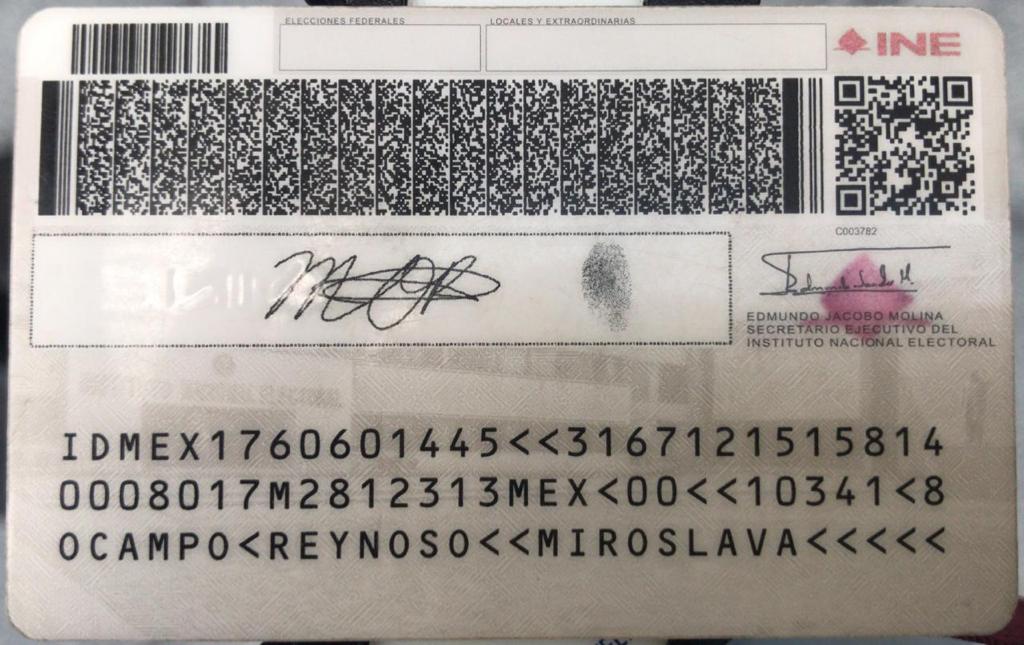 ELECCIONES FEDERALES
LOCALES Y EXTRAORDINARIAS
INE
C003782
EDMUNDO JACOBO MOLINA
SECRETARIO EJECUTIVO DEL
INSTITUTO NACIONAL ELECTORAL
IDMEX1760601445<<3167121515814
0008017M2812313MEX<00<<10341<8
OCAMPO<REYNOSO<<MIROSLAVA<<<<<